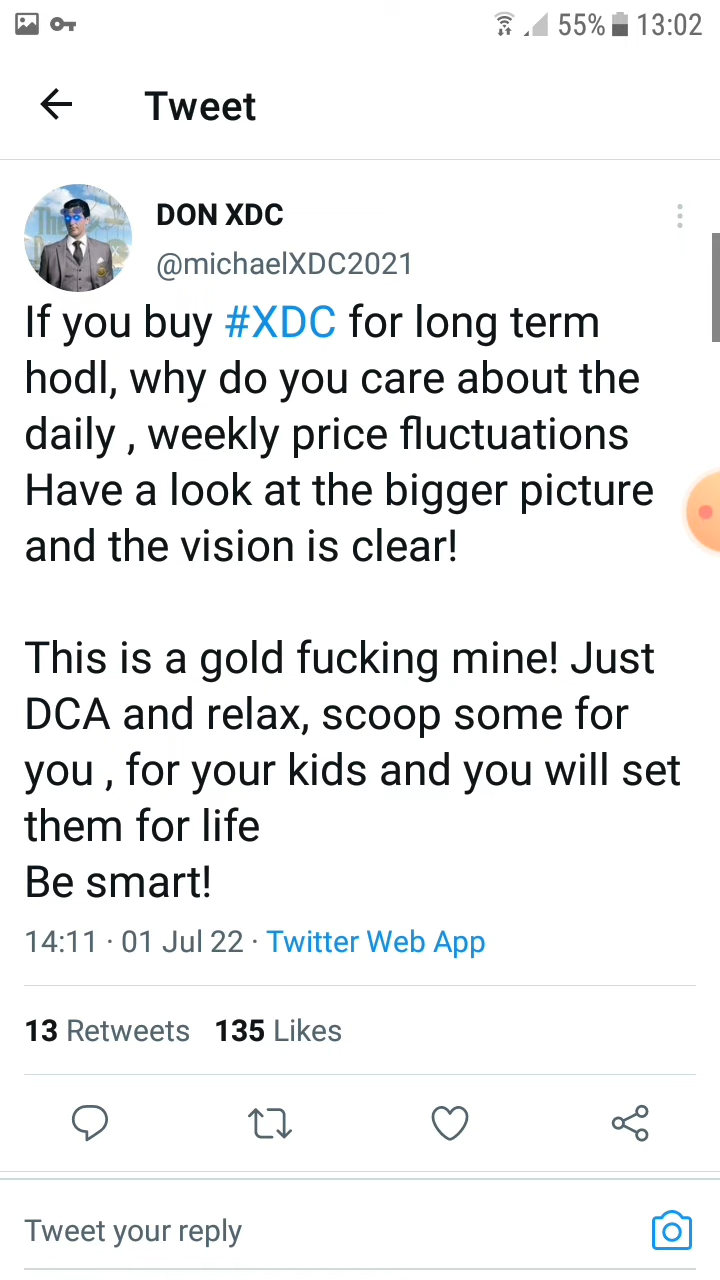 55% 13:02
Tweet
DON XDC
@michaelXDC2021
If you buy #XDC for long term
hodl, why do you care about the
daily , weekly price fluctuations
Have a look at the bigger picture
and the vision is clear!
This is a gold fucking mine! Just
DCA and relax, scoop some for
you , for your kids and you will set
them for life
Be smart!
14:11 · 01 Jul 22 · Twitter Web App
13 Retweets 135 Likes
Tweet your reply